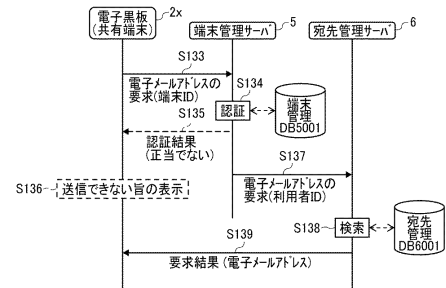 電子黒板
(共有端末)
2x
端末管理サーバ
5
宛先管理サーバ
6
S133
電子メールアドレスの
要求(端末ID)
S134
認証
端末
管理
DB5001
S135
認証結果
(正当でない)
S137
電子メールアドレスの
要求(利用者ID)
S136
送信できない旨の表示
S138
検索
宛先
管理
DB6001
S139
要求結果(電子メールアドレス)